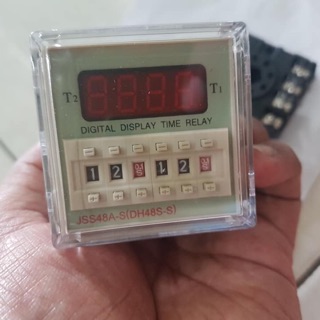 T2 T1
DIGITAL DISPLAY TIME RELAY
1 2 1 2
JSS48A-S(DH48S-S)